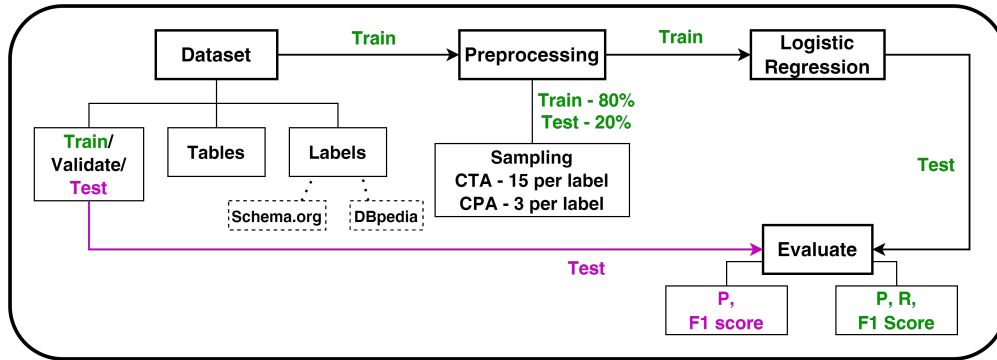 Dataset
Train
Preprocessing
Train
Logistic
Regression
Train - 80%
Test - 20%
Train/
Validate/
Test
Tables
Labels
Sampling
CTA - 15 per label
CPA - 3 per label
Test
Schema.org
DBpedia
Test
Evaluate
P,
F1 score
P, R,
F1 Score